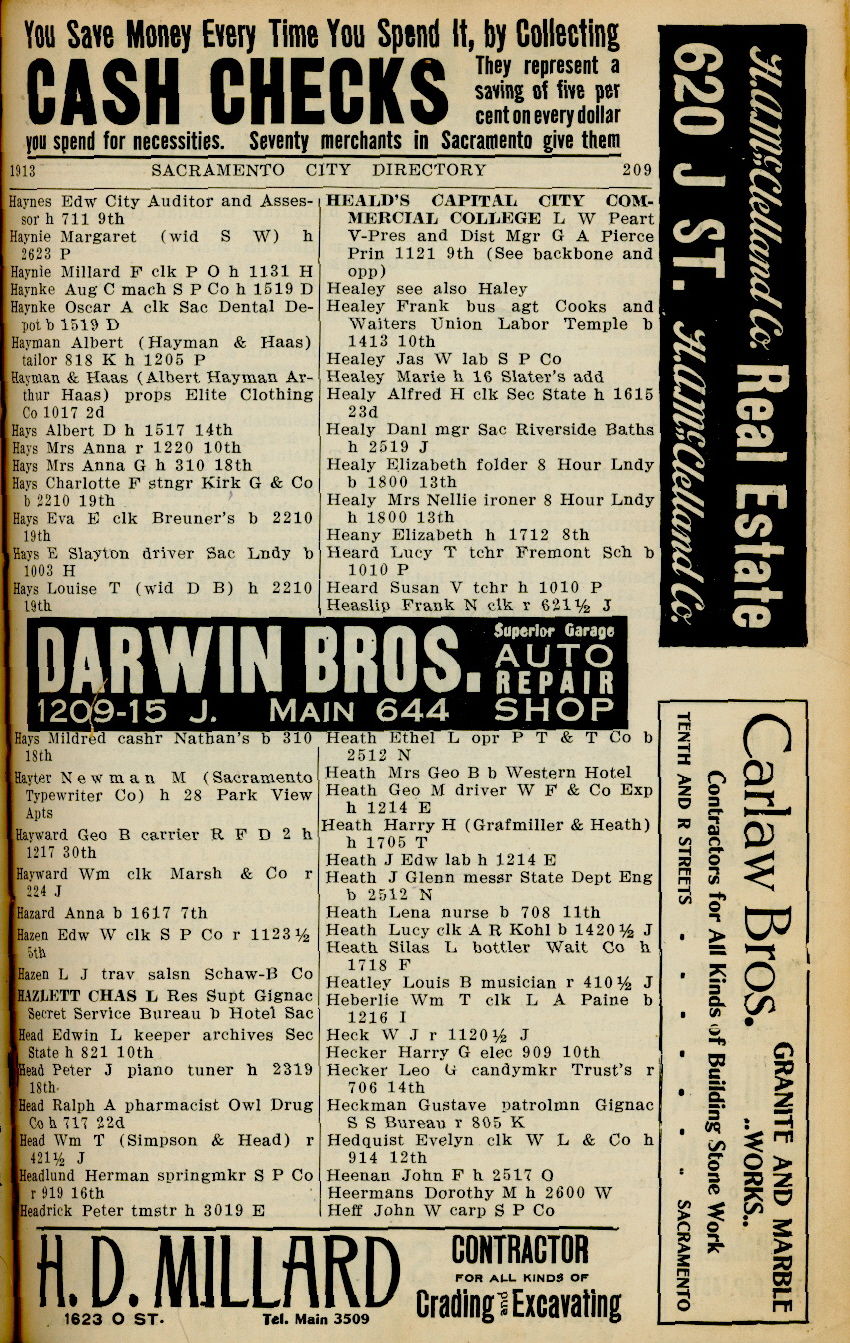 You Save Money Every Time You Spend It, by Collecting
CASH CHECKS
They represent a
saving of five per
cent on every dollar
you spend for necessities. Seventy merchants in Sacramento give them
1913 SACRAMENTO CITY DIRECTORY 209
Haynes Edw City Auditor and Asses-
sor h 711 9th
Haynie Margaret (wid S W) h
2623 P
Haynie Millard F clk P O h 1131 H
Haynke Aug C mach S P Co h 1519 D
Haynke Oscar A clk Sac Dental De-
pot b 1519 D
Hayman Albert (Hayman & Haas)
tailor 818 K h 1205 P
Hayman & Haas (Albert Hayman Ar-
thur Haas) props Elite Clothing
Co 1017 2d
Hays Albert D h 1517 14th
Hays Mrs Anna r 1220 10th
Hays Mrs Anna G h 310 18th
Hays Charlotte F stngr Kirk G & Co
b 2210 19th
Hays Eva E clk Breuner's b 2210
19th
Hays E Slayton driver Sac Lndy b
1003 H
Hays Louise T (wid D B) h 2210
19th
HEALD'S CAPITAL CITY COM-
MERCIAL COLLEGE L W Peart
V-Pres and Dist Mgr G A Pierce
Prin 1121 9th (See backbone and
opp)
Healey see also Haley
Healey Frank bus agt Cooks and
Waiters Union Labor Temple b
1413 10th
Healey Jas W lab S P Co
Healey Marie h 16 Slater's add
Healy Alfred H clk Sec State h 1615
23d
Healy Danl mgr Sac Riverside Baths
h 2519 J
Healy Elizabeth folder 8 Hour Lndy
b 1800 13th
Healy Mrs Nellie ironer 8 Hour Lndy
h 1800 13th
Heany Elizabeth h 1712 8th
Heard Lucy T tchr Fremont Sch b
1010 P
Heard Susan V tchr h 1010 P
Heaslip Frank N clk r 621½ J
DARWIN BROS.
Superior Garage
AUTO
REPAIR
SHOP
1209-15 J. MAIN 644
Hays Mildred cashr Nathan's b 310
18th
Hayter Newman M (Sacramento
Typewriter Co) h 28 Park View
Apts
Hayward Geo B carrier R F D 2 h
1217 30th
Hayward Wm clk Marsh & Co r
224 J
Hazard Anna b 1617 7th
Hazen Edw W clk S P Co r 1123½
5th
Hazen L J trav salsn Schaw-B Co
HAZLETT CHAS L Res Supt Gignac
Secret Service Bureau b Hotel Sac
Head Edwin L keeper archives Sec
State h 821 10th
Head Peter J piano tuner h 2319
18th
Head Ralph A pharmacist Owl Drug
Co h 717 22d
Head Wm T (Simpson & Head) r
421½ J
Headlund Herman springmkr S P Co
r 919 16th
Headrick Peter tmstr h 3019 E
Heath Ethel L opr P T & T Co b
2512 N
Heath Mrs Geo B b Western Hotel
Heath Geo M driver W F & Co Exp
h 1214 E
Heath Harry H (Grafmiller & Heath)
h 1705 T
Heath J Edw lab h 1214 E
Heath J Glenn messr State Dept Eng
b 2512 N
Heath Lena nurse b 708 11th
Heath Lucy clk A R Kohl b 1420½ J
Heath Silas L bottler Wait Co h
1718 F
Heatley Louis B musician r 410½ J
Heberlie Wm T clk L A Paine b
1216 I
Heck W J r 1120½ J
Hecker Harry G elec 909 10th
Hecker Leo G candymkr Trust's r
706 14th
Heckman Gustave patrolmn Gignac
S S Bureau r 805 K
Hedquist Evelyn clk W L & Co h
914 12th
Heenan John F h 2517 O
Heermans Dorothy M h 2600 W
Heff John W carp S P Co
H. D. MILLARD
1623 O ST. Tel. Main 3509
CONTRACTOR
FOR ALL KINDS OF
Grading and Excavating
H. A. McClelland Co. Real Estate
620 J ST. H. A. McClelland Co.
Carlaw Bros. GRANITE AND MARBLE
..WORKS..
Contractors for All Kinds of Building Stone Work
TENTH AND R STREETS . . . . . . . SACRAMENTO